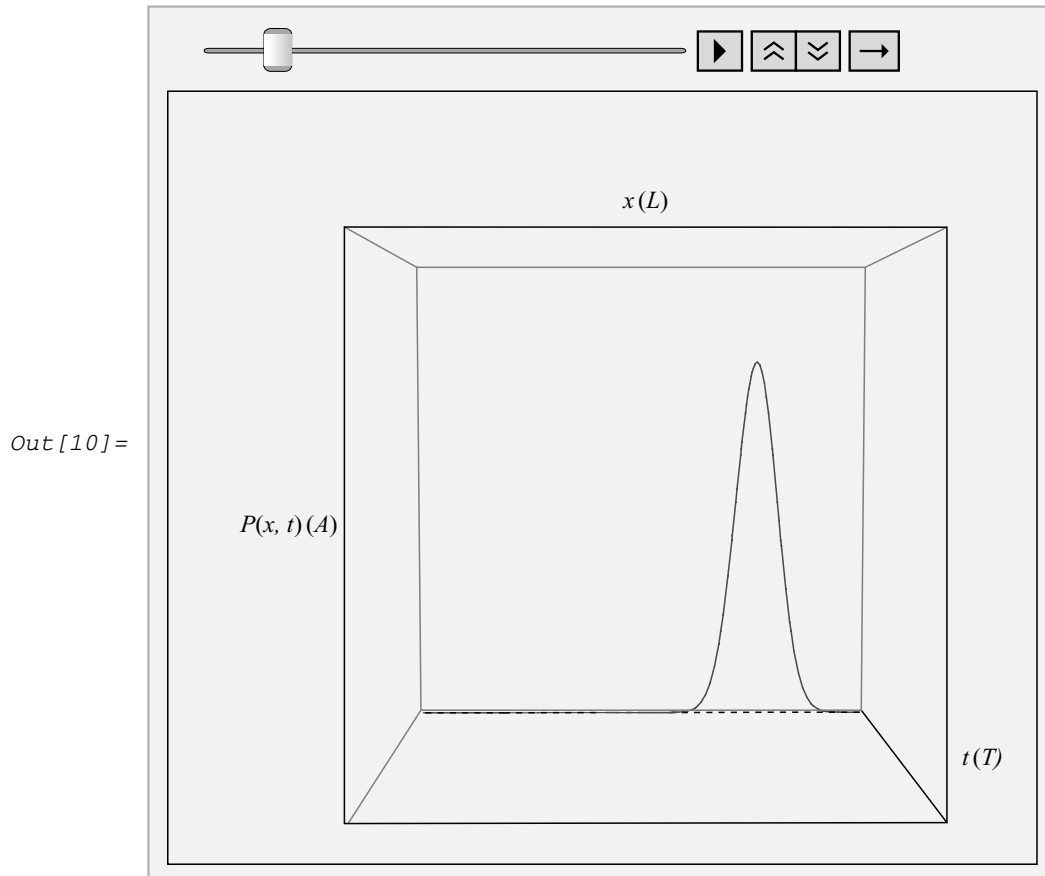 x(L)
Out[10]=
P(x, t)(A)
t(T)